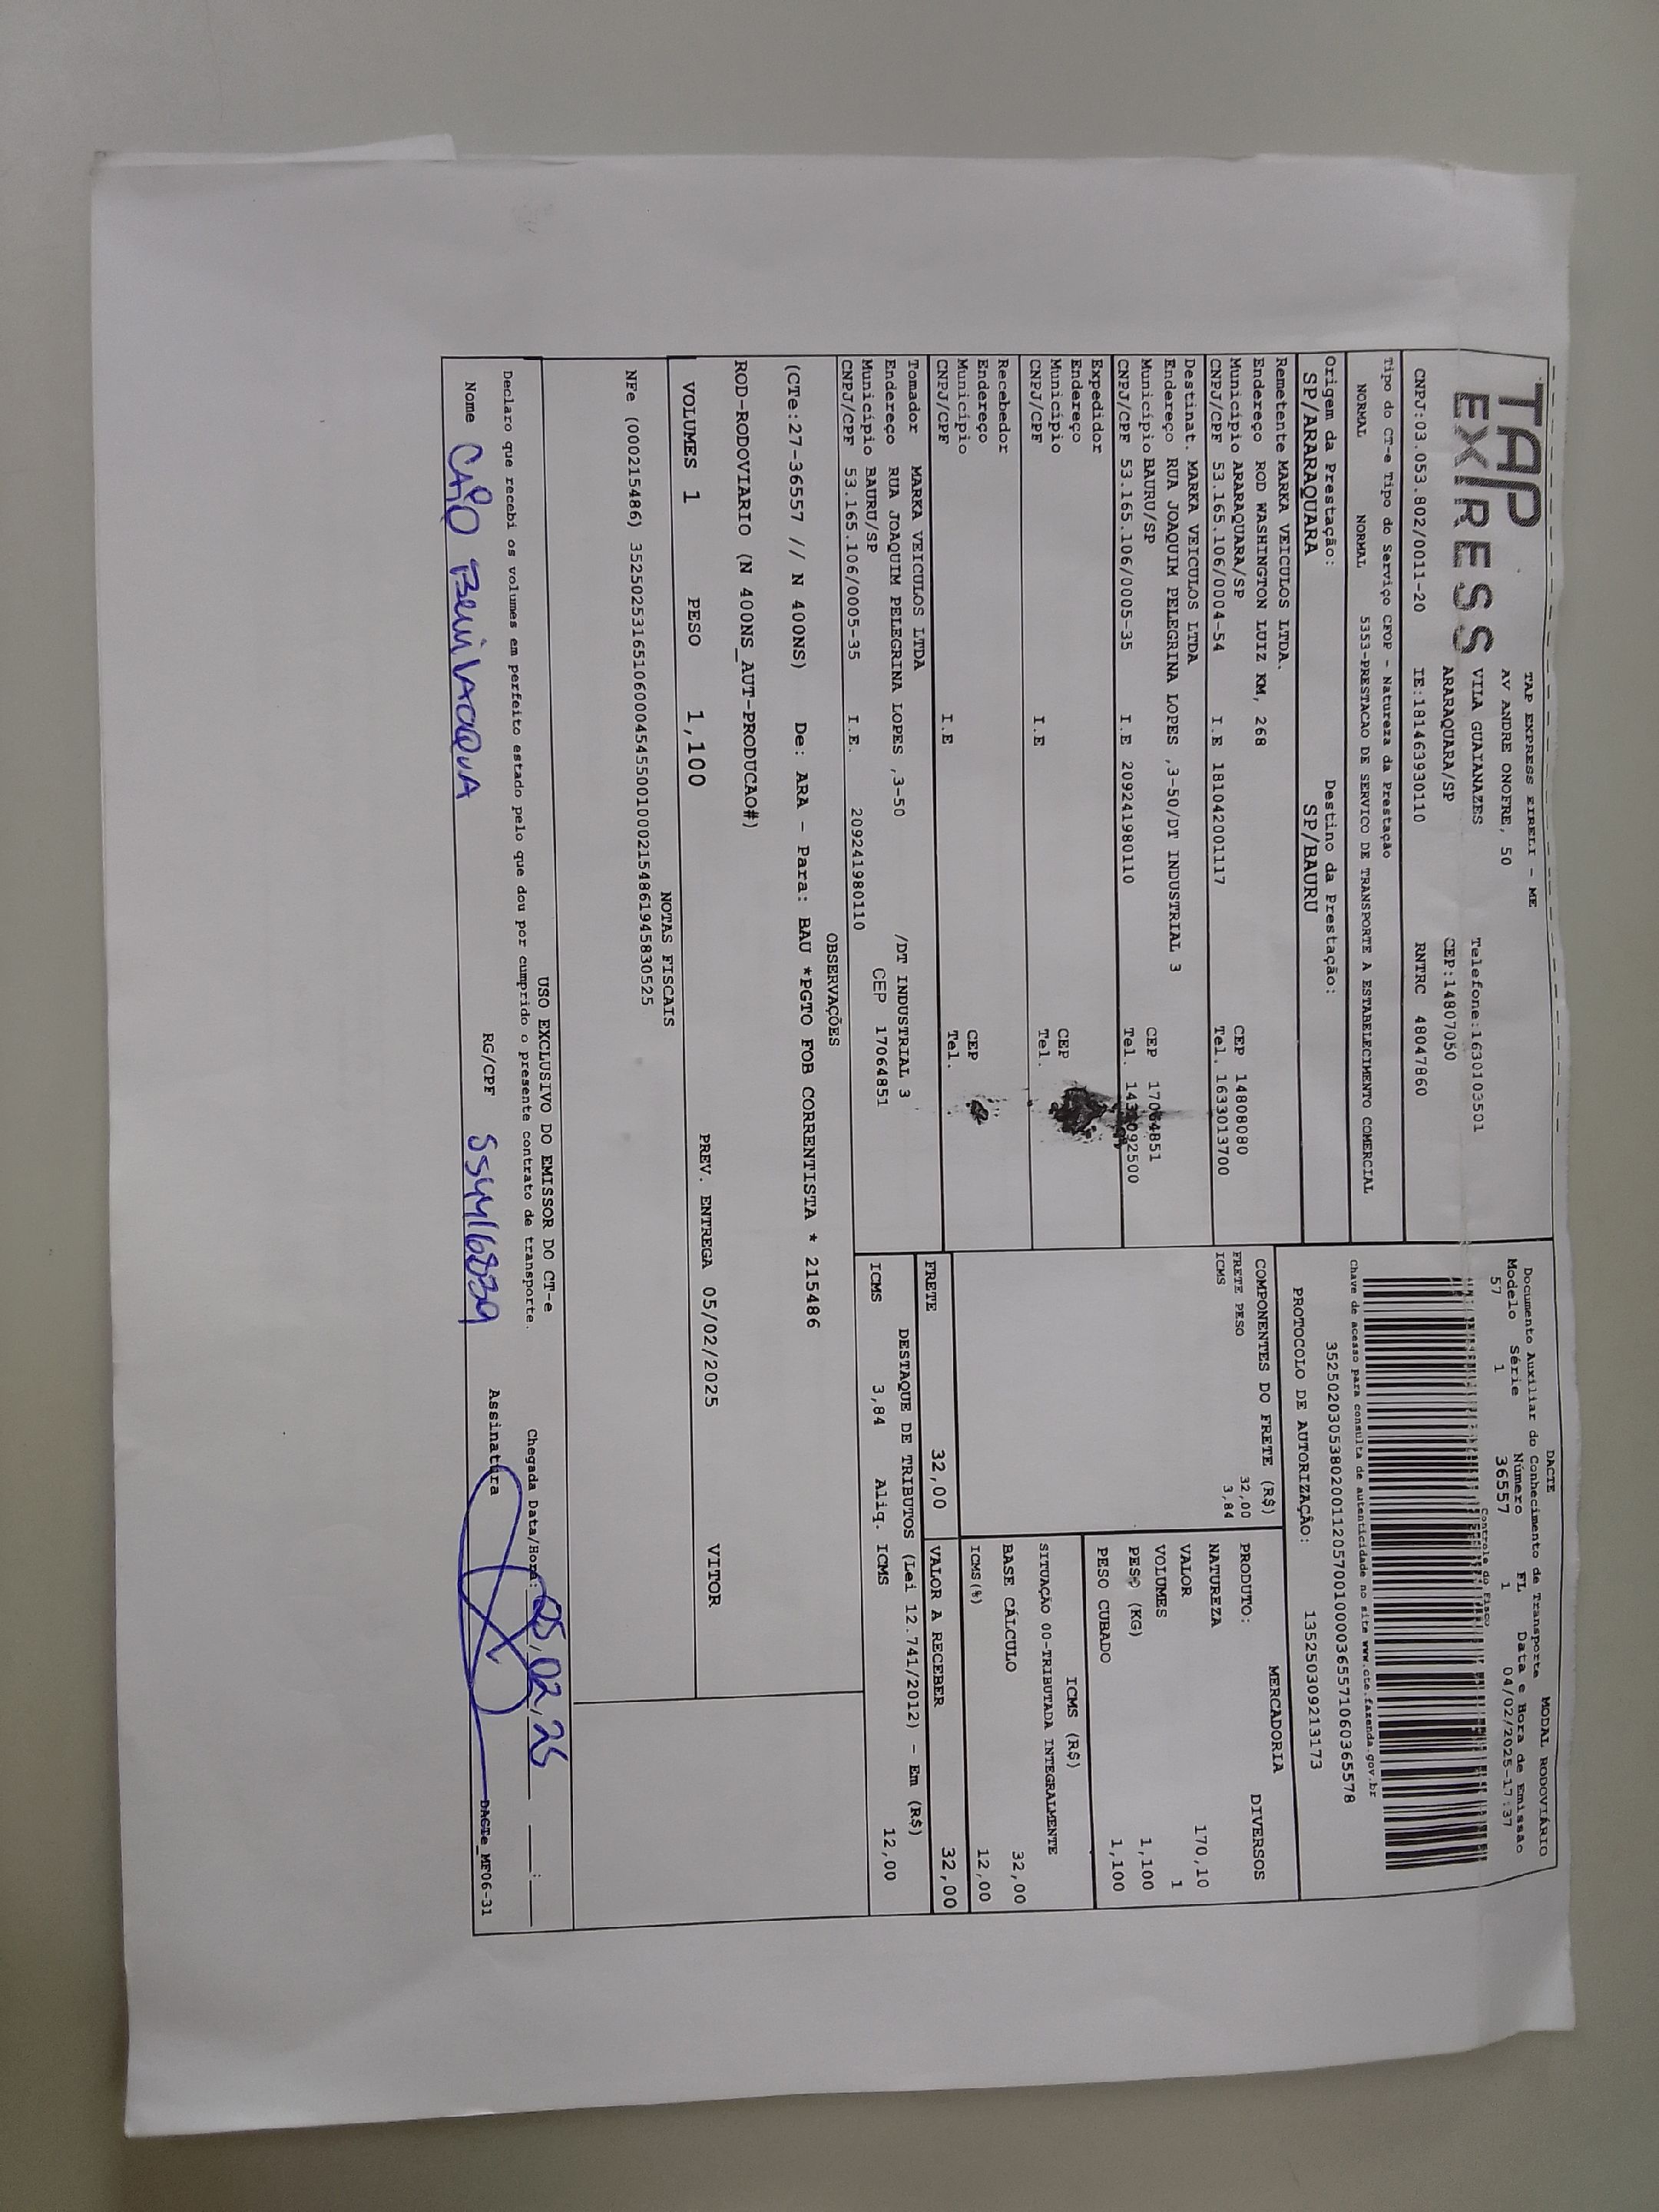 TAP
EXPRESS
TAP EXPRESS EIRELI - ME
AV ANDRE ONOFRE, 50
VILA GUAIANAZES Telefone:1630103501
ARARAQUARA/SP CEP:14807050
CNPJ:03.053.802/0011-20 IE:181463930110 RNTRC 48047860
DACTE MODAL RODOVIÁRIO
Documento Auxiliar do Conhecimento de Transporte
Modelo Série Número FL Data e Hora de Emissão
57 1 36557 1 04/02/2025-17:37
Controle do Fisco
Chave de acesso para consulta de autenticidade no site www.cte.fazenda.gov.br
PROTOCOLO DE AUTORIZAÇÃO: 135250309213173
Tipo do CT-e Tipo do Serviço CFOP - Natureza da Prestação
NORMAL NORMAL 5353-PRESTACAO DE SERVICO DE TRANSPORTE A ESTABELECIMENTO COMERCIAL
Origem da Prestação: Destino da Prestação:
SP/ARARAQUARA SP/BAURU
Remetente MARKA VEICULOS LTDA.
Endereço ROD WASHINGTON LUIZ KM, 268
Município ARARAQUARA/SP CEP 14808080
CNPJ/CPF 53.165.106/0004-54 I.E 181042001117 Tel. 1633013700
Destinat. MARKA VEICULOS LTDA
Endereço RUA JOAQUIM PELEGRINA LOPES ,3-50/DT INDUSTRIAL 3
Município BAURU/SP CEP 17064851
CNPJ/CPF 53.165.106/0005-35 I.E 209241980110 Tel.
Expedidor
Endereço
Município CEP
CNPJ/CPF I.E Tel.
Recebedor
Endereço
Município CEP
CNPJ/CPF I.E Tel.
Tomador MARKA VEICULOS LTDA
Endereço RUA JOAQUIM PELEGRINA LOPES ,3-50 /DT INDUSTRIAL 3
Município BAURU/SP CEP 17064851
CNPJ/CPF 53.165.106/0005-35 I.E. 209241980110
COMPONENTES DO FRETE (R$)
FRETE PESO 32,00
ICMS 3,84
MERCADORIA
PRODUTO: DIVERSOS
NATUREZA
VALOR 170,10
VOLUMES 1
PESO (KG) 1,100
PESO CUBADO 1,100
ICMS (R$)
SITUAÇÃO 00-TRIBUTADA INTEGRALMENTE
BASE CÁLCULO 32,00
ICMS(%) 12,00
FRETE 32,00 VALOR A RECEBER 32,00
DESTAQUE DE TRIBUTOS (Lei 12.741/2012) - Em (R$)
ICMS 3,84 Aliq. ICMS 12,00
OBSERVAÇÕES
(CTe:27-36557 // N 400NS) De: ARA - Para: BAU *PGTO FOB CORRENTISTA * 215486
ROD-RODOVIARIO (N 400NS_AUT-PRODUCAO#)
VOLUMES 1 PESO 1,100 PREV. ENTREGA 05/02/2025 VITOR
NOTAS FISCAIS
NFe (000215486) 35250253165106000454550010002154861945830525
USO EXCLUSIVO DO EMISSOR DO CT-e
Declaro que recebi os volumes em perfeito estado pelo que dou por cumprido o presente contrato de transporte.
Chegada Data/Hora: 05,02,25
Nome CAIO BeviLAcQUA RG/CPF Assinatura
DACTe_MF06-31